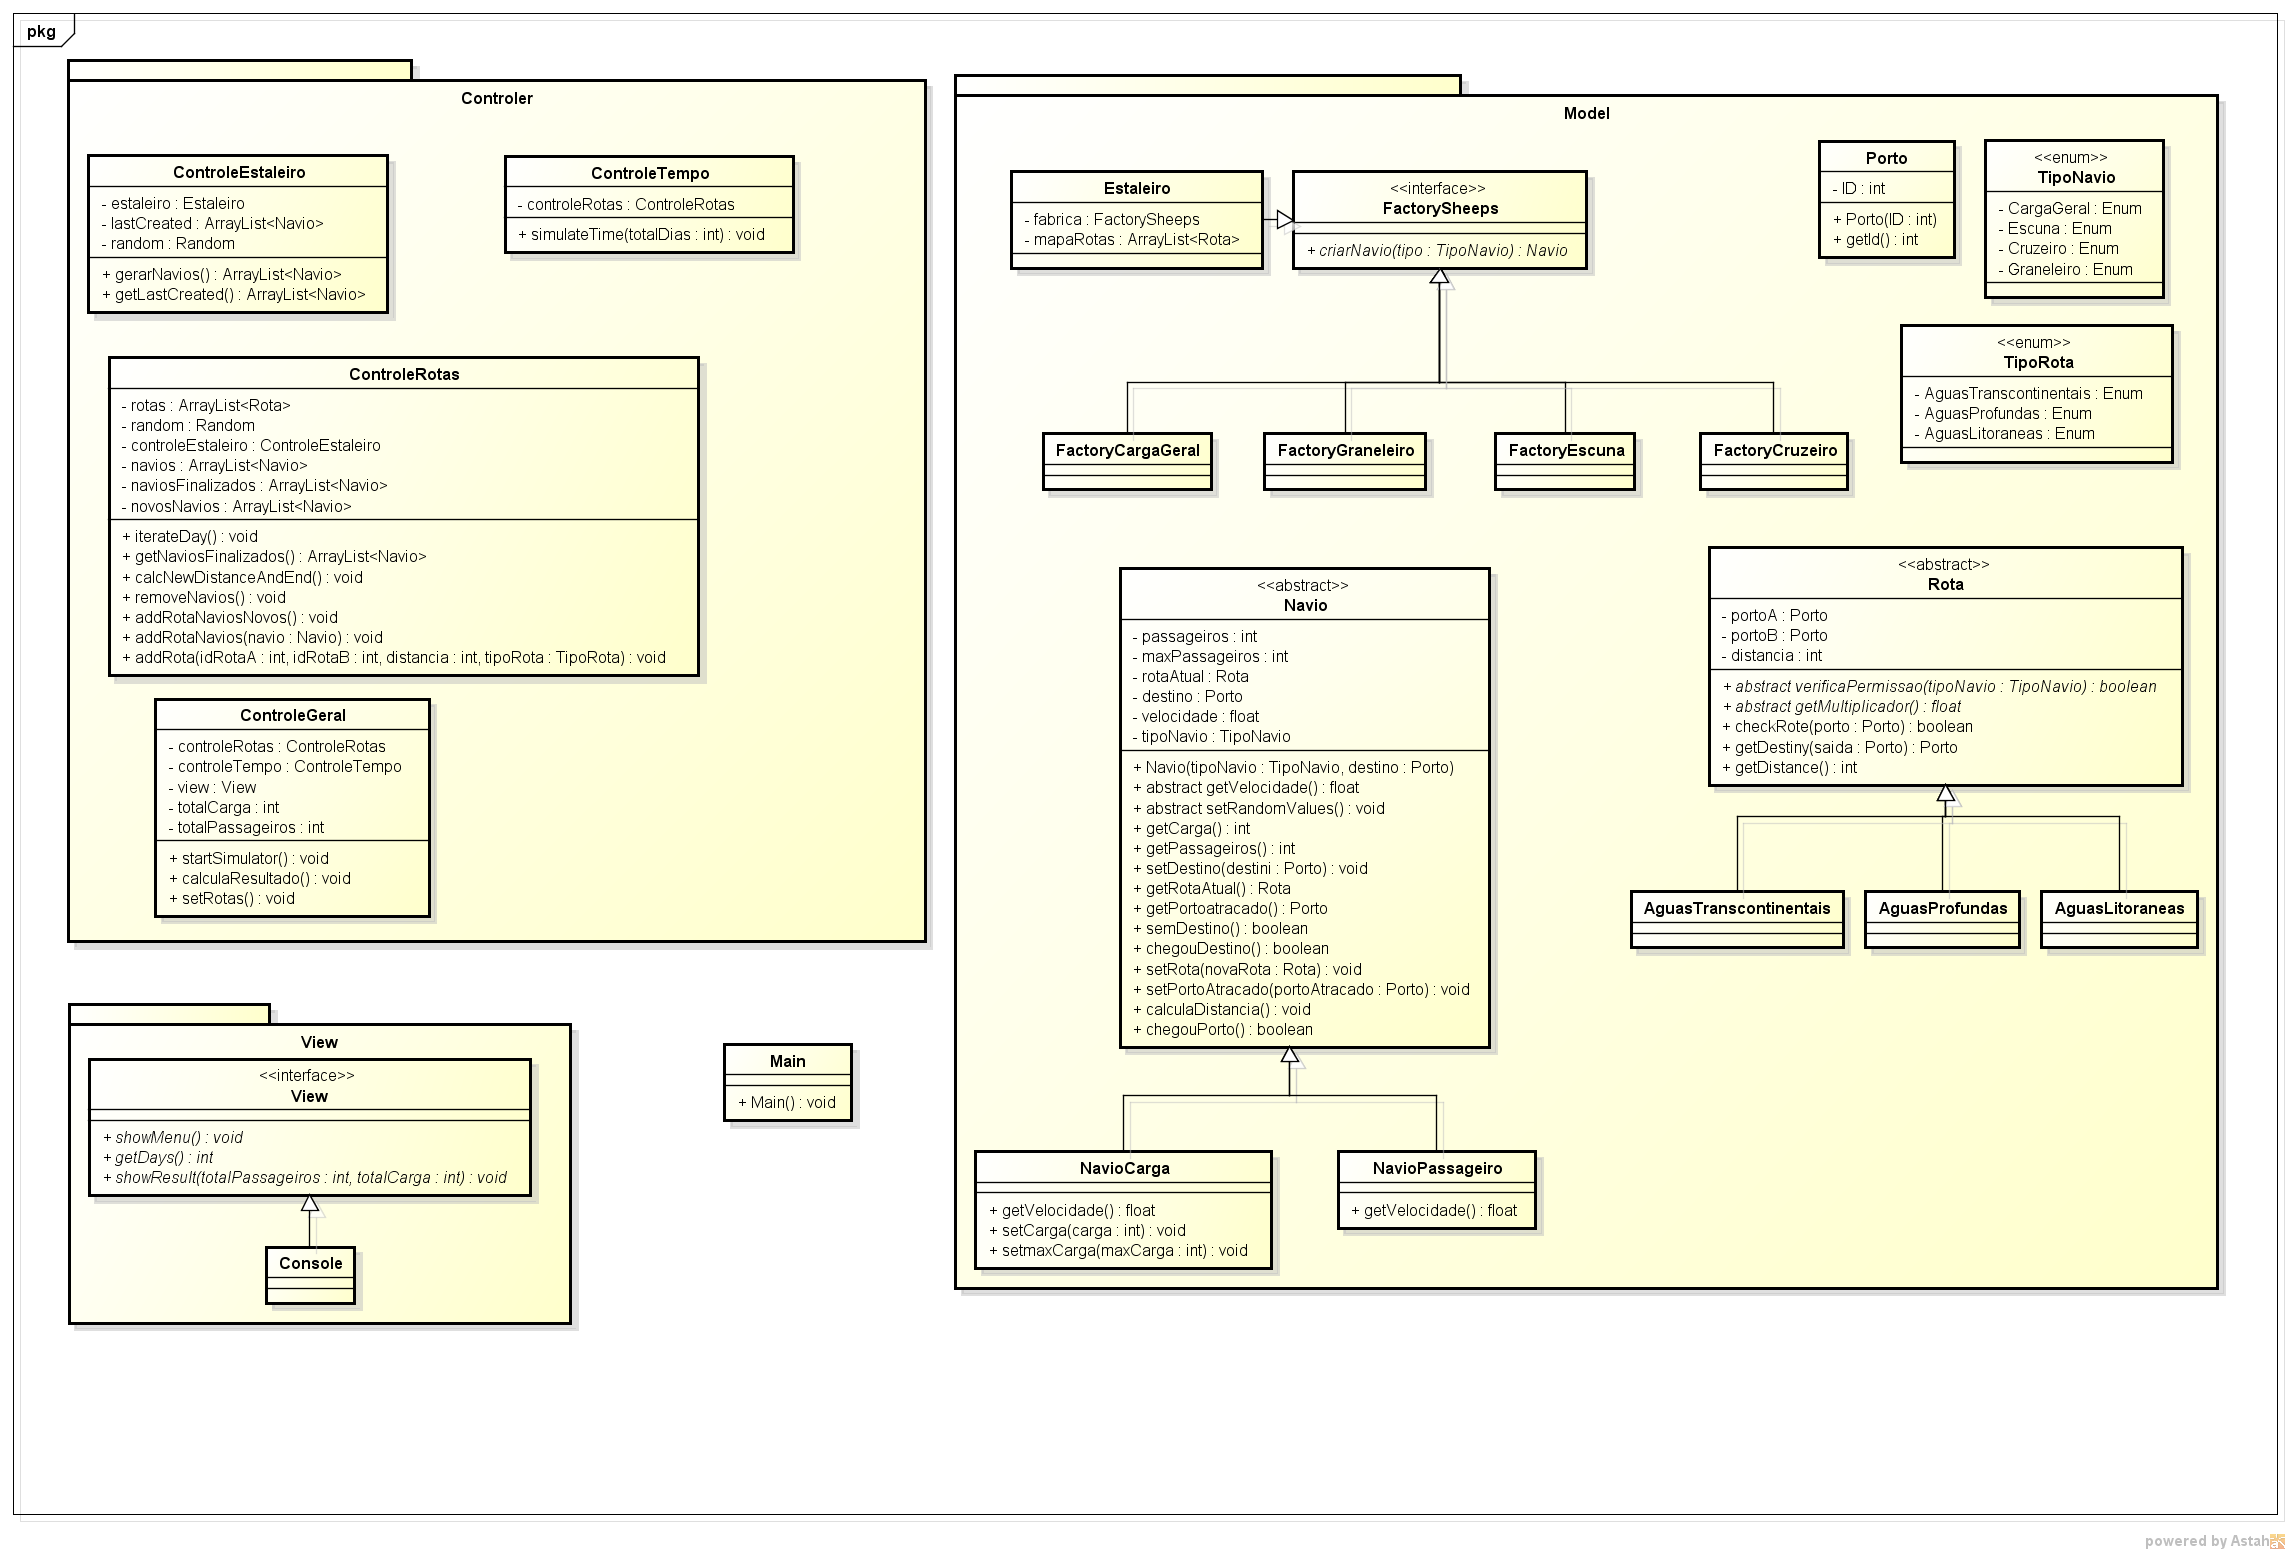 pkg
Controler
ControleEstaleiro
- estaleiro : Estaleiro
- lastCreated : ArrayList<Navio>
- random : Random
+ gerarNavios() : ArrayList<Navio>
+ getLastCreated() : ArrayList<Navio>
ControleTempo
- controleRotas : ControleRotas
+ simulateTime(totalDias : int) : void
ControleRotas
- rotas : ArrayList<Rota>
- random : Random
- controleEstaleiro : ControleEstaleiro
- navios : ArrayList<Navio>
- naviosFinalizados : ArrayList<Navio>
- novosNavios : ArrayList<Navio>
+ iterateDay() : void
+ getNaviosFinalizados() : ArrayList<Navio>
+ calcNewDistanceAndEnd() : void
+ removeNavios() : void
+ addRotaNaviosNovos() : void
+ addRotaNavios(navio : Navio) : void
+ addRota(idRotaA : int, idRotaB : int, distancia : int, tipoRota : TipoRota) : void
ControleGeral
- controleRotas : ControleRotas
- controleTempo : ControleTempo
- view : View
- totalCarga : int
- totalPassageiros : int
+ startSimulator() : void
+ calculaResultado() : void
+ setRotas() : void
View
<<interface>>
View
+ showMenu() : void
+ getDays() : int
+ showResult(totalPassageiros : int, totalCarga : int) : void
Console
Main
+ Main() : void
Model
Estaleiro
- fabrica : FactorySheeps
- mapaRotas : ArrayList<Rota>
<<interface>>
FactorySheeps
+ criarNavio(tipo : TipoNavio) : Navio
Porto
- ID : int
+ Porto(ID : int)
+ getId() : int
<<enum>>
TipoNavio
- CargaGeral : Enum
- Escuna : Enum
- Cruzeiro : Enum
- Graneleiro : Enum
<<enum>>
TipoRota
- AguasTranscontinentais : Enum
- AguasProfundas : Enum
- AguasLitoraneas : Enum
FactoryCargaGeral
FactoryGraneleiro
FactoryEscuna
FactoryCruzeiro
<<abstract>>
Navio
- passageiros : int
- maxPassageiros : int
- rotaAtual : Rota
- destino : Porto
- velocidade : float
- tipoNavio : TipoNavio
+ Navio(tipoNavio : TipoNavio, destino : Porto)
+ abstract getVelocidade() : float
+ abstract setRandomValues() : void
+ getCarga() : int
+ getPassageiros() : int
+ setDestino(destini : Porto) : void
+ getRotaAtual() : Rota
+ getPortoatracado() : Porto
+ semDestino() : boolean
+ chegouDestino() : boolean
+ setRota(novaRota : Rota) : void
+ setPortoAtracado(portoAtracado : Porto) : void
+ calculaDistancia() : void
+ chegouPorto() : boolean
<<abstract>>
Rota
- portoA : Porto
- portoB : Porto
- distancia : int
+ abstract verificaPermissao(tipoNavio : TipoNavio) : boolean
+ abstract getMultiplicador() : float
+ checkRote(porto : Porto) : boolean
+ getDestiny(saida : Porto) : Porto
+ getDistance() : int
AguasTranscontinentais
AguasProfundas
AguasLitoraneas
NavioCarga
+ getVelocidade() : float
+ setCarga(carga : int) : void
+ setmaxCarga(maxCarga : int) : void
NavioPassageiro
+ getVelocidade() : float
powered by Astah